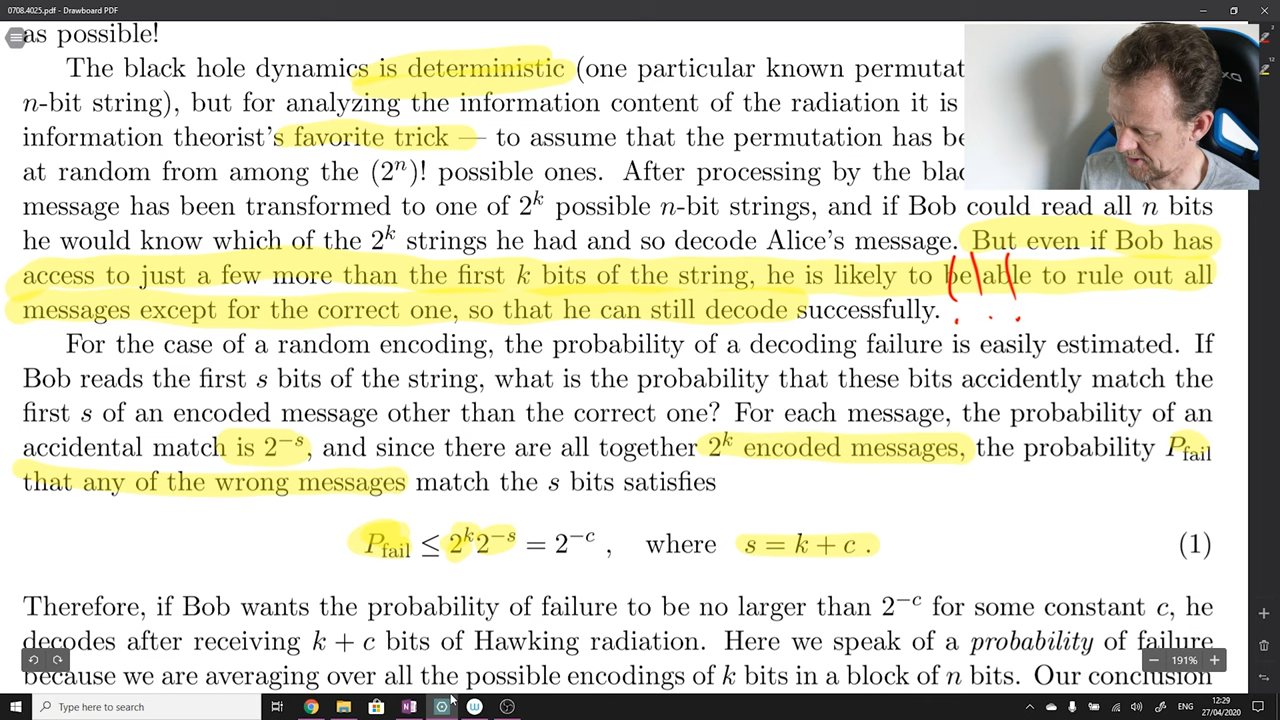 0708.4025.pdf - Drawboard PDF
as possible!
The black hole dynamics is deterministic (one particular known permutat
n-bit string), but for analyzing the information content of the radiation it is
information theorist's favorite trick — to assume that the permutation has be
at random from among the (2ⁿ)! possible ones. After processing by the blac
message has been transformed to one of 2ᵏ possible n-bit strings, and if Bob could read all n bits
he would know which of the 2ᵏ strings he had and so decode Alice's message. But even if Bob has
access to just a few more than the first k bits of the string, he is likely to be able to rule out all
messages except for the correct one, so that he can still decode successfully.
For the case of a random encoding, the probability of a decoding failure is easily estimated. If
Bob reads the first s bits of the string, what is the probability that these bits accidently match the
first s of an encoded message other than the correct one? For each message, the probability of an
accidental match is 2⁻ˢ, and since there are all together 2ᵏ encoded messages, the probability P_fail
that any of the wrong messages match the s bits satisfies
P_fail ≤ 2ᵏ2⁻ˢ = 2⁻ᶜ , where s = k + c . (1)
Therefore, if Bob wants the probability of failure to be no larger than 2⁻ᶜ for some constant c, he
decodes after receiving k + c bits of Hawking radiation. Here we speak of a probability of failure
because we are averaging over all the possible encodings of k bits in a block of n bits. Our conclusion
191%
Type here to search
12:29
27/04/2020